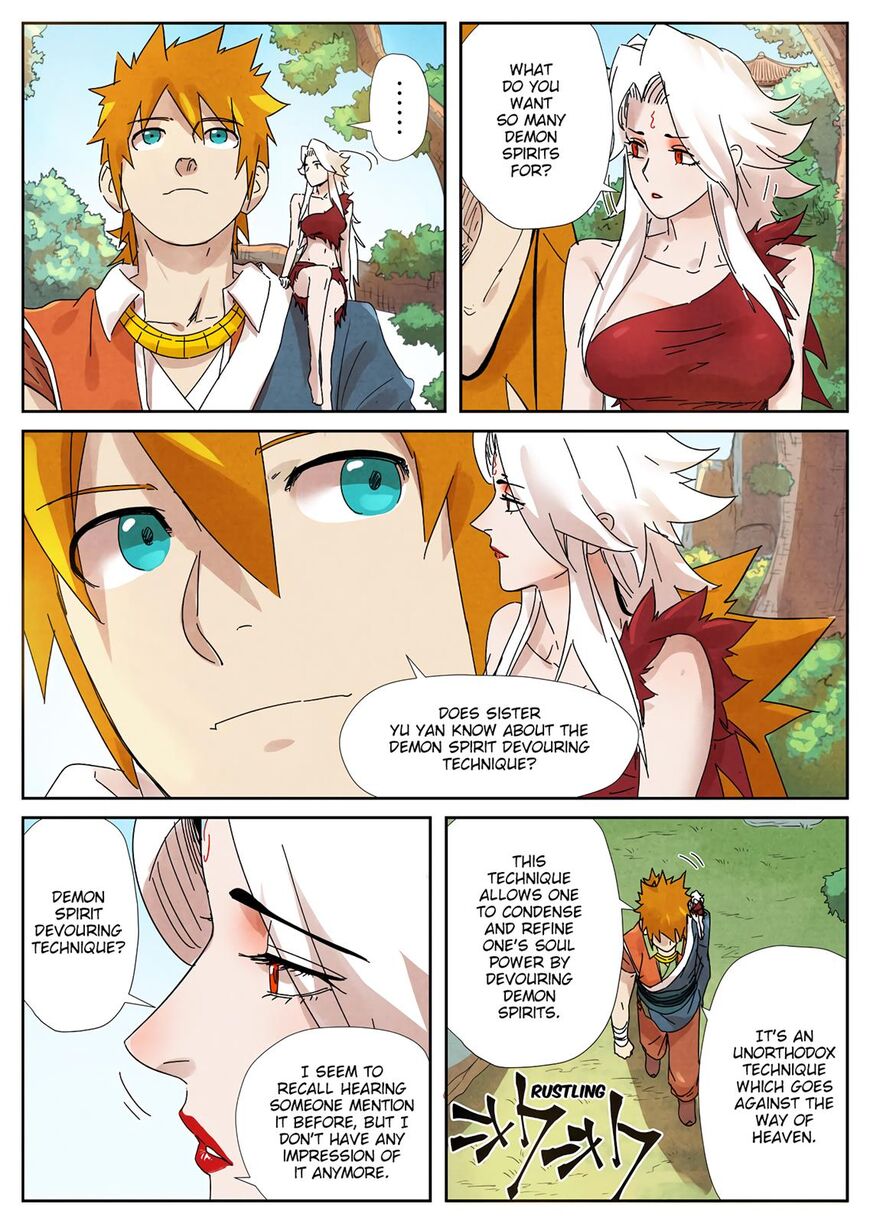 .....
WHAT
DO YOU
WANT
SO MANY
DEMON
SPIRITS
FOR?
DOES SISTER
YU YAN KNOW ABOUT THE
DEMON SPIRIT DEVOURING
TECHNIQUE?
DEMON
SPIRIT
DEVOURING
TECHNIQUE?
I SEEM TO
RECALL HEARING
SOMEONE MENTION
IT BEFORE, BUT I
DON'T HAVE ANY
IMPRESSION OF
IT ANYMORE.
THIS
TECHNIQUE
ALLOWS ONE
TO CONDENSE
AND REFINE
ONE'S SOUL
POWER BY
DEVOURING
DEMON
SPIRITS.
IT'S AN
UNORTHODOX
TECHNIQUE
WHICH GOES
AGAINST THE
WAY OF
HEAVEN.
RUSTLING